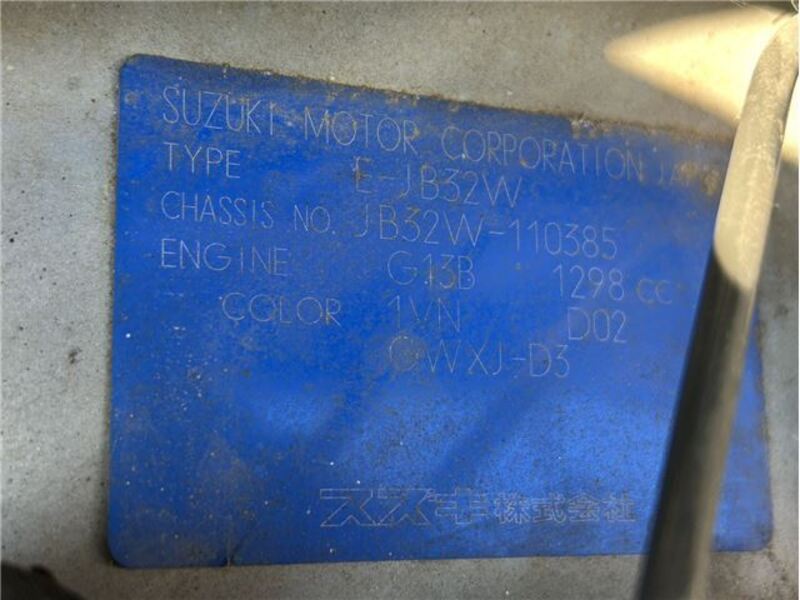 SUZUKI MOTOR CORPORATION JAPAN
TYPE E-JB32W
CHASSIS NO. JB32W-110385
ENGINE G13B 1298 CC
COLOR 1VN D02
GWXJ-D3
スズキ株式会社